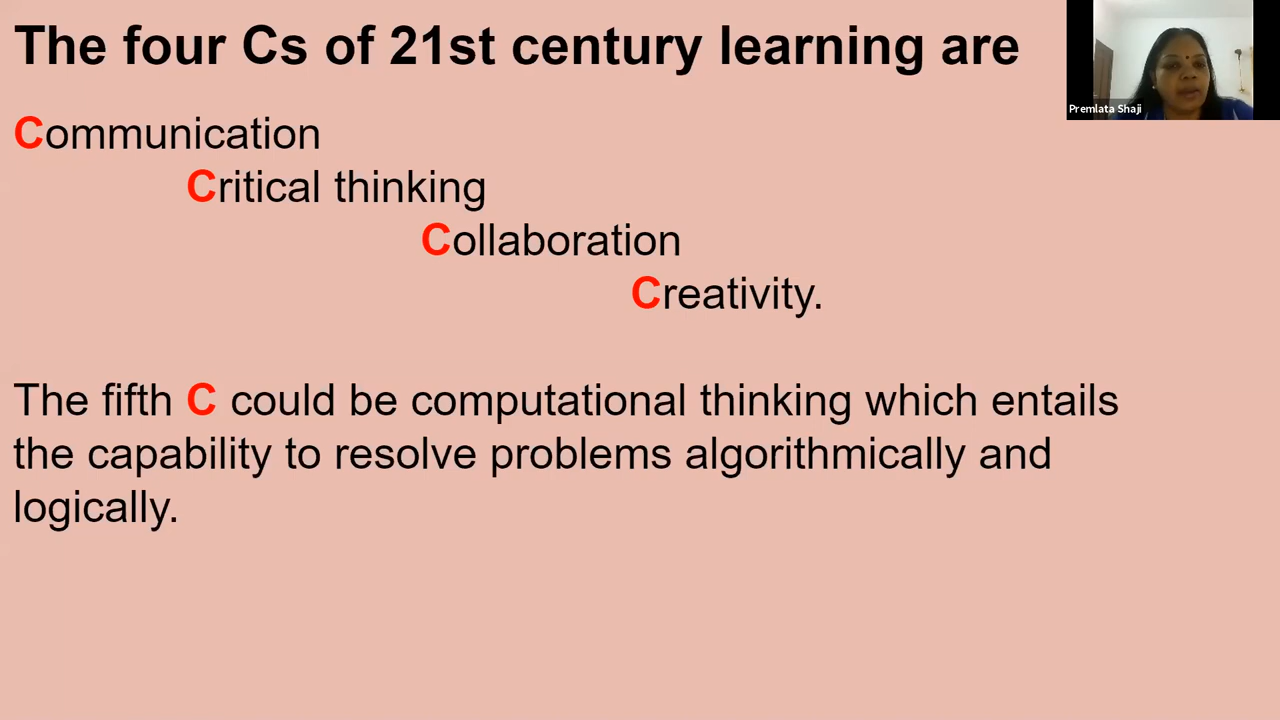 The four Cs of 21st century learning are
Premlata Shaji
Communication
Critical thinking
Collaboration
Creativity.
The fifth C could be computational thinking which entails
the capability to resolve problems algorithmically and
logically.